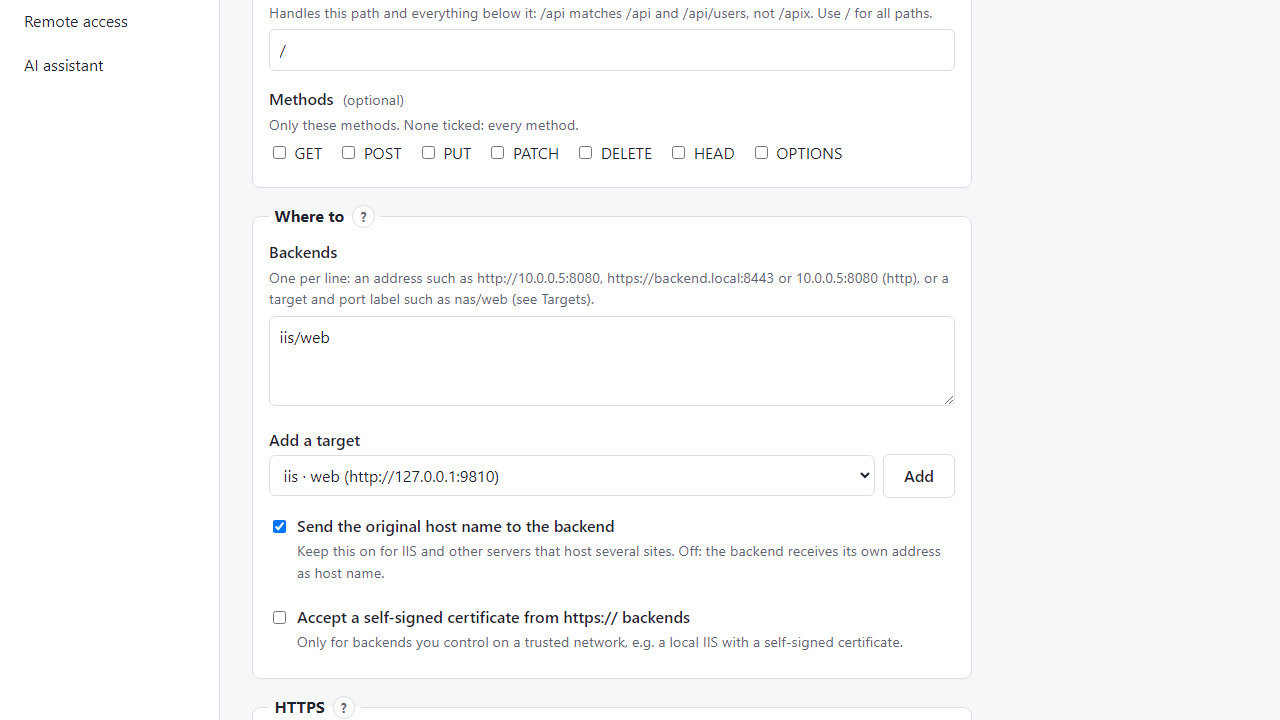 Remote access
AI assistant
Handles this path and everything below it: /api matches /api and /api/users, not /apix. Use / for all paths.
/
Methods (optional)
Only these methods. None ticked: every method.
GET POST PUT PATCH DELETE HEAD OPTIONS
Where to ?
Backends
One per line: an address such as http://10.0.0.5:8080, https://backend.local:8443 or 10.0.0.5:8080 (http), or a
target and port label such as nas/web (see Targets).
iis/web
Add a target
iis · web (http://127.0.0.1:9810)
Add
Send the original host name to the backend
Keep this on for IIS and other servers that host several sites. Off: the backend receives its own address
as host name.
Accept a self-signed certificate from https:// backends
Only for backends you control on a trusted network, e.g. a local IIS with a self-signed certificate.
HTTPS ?